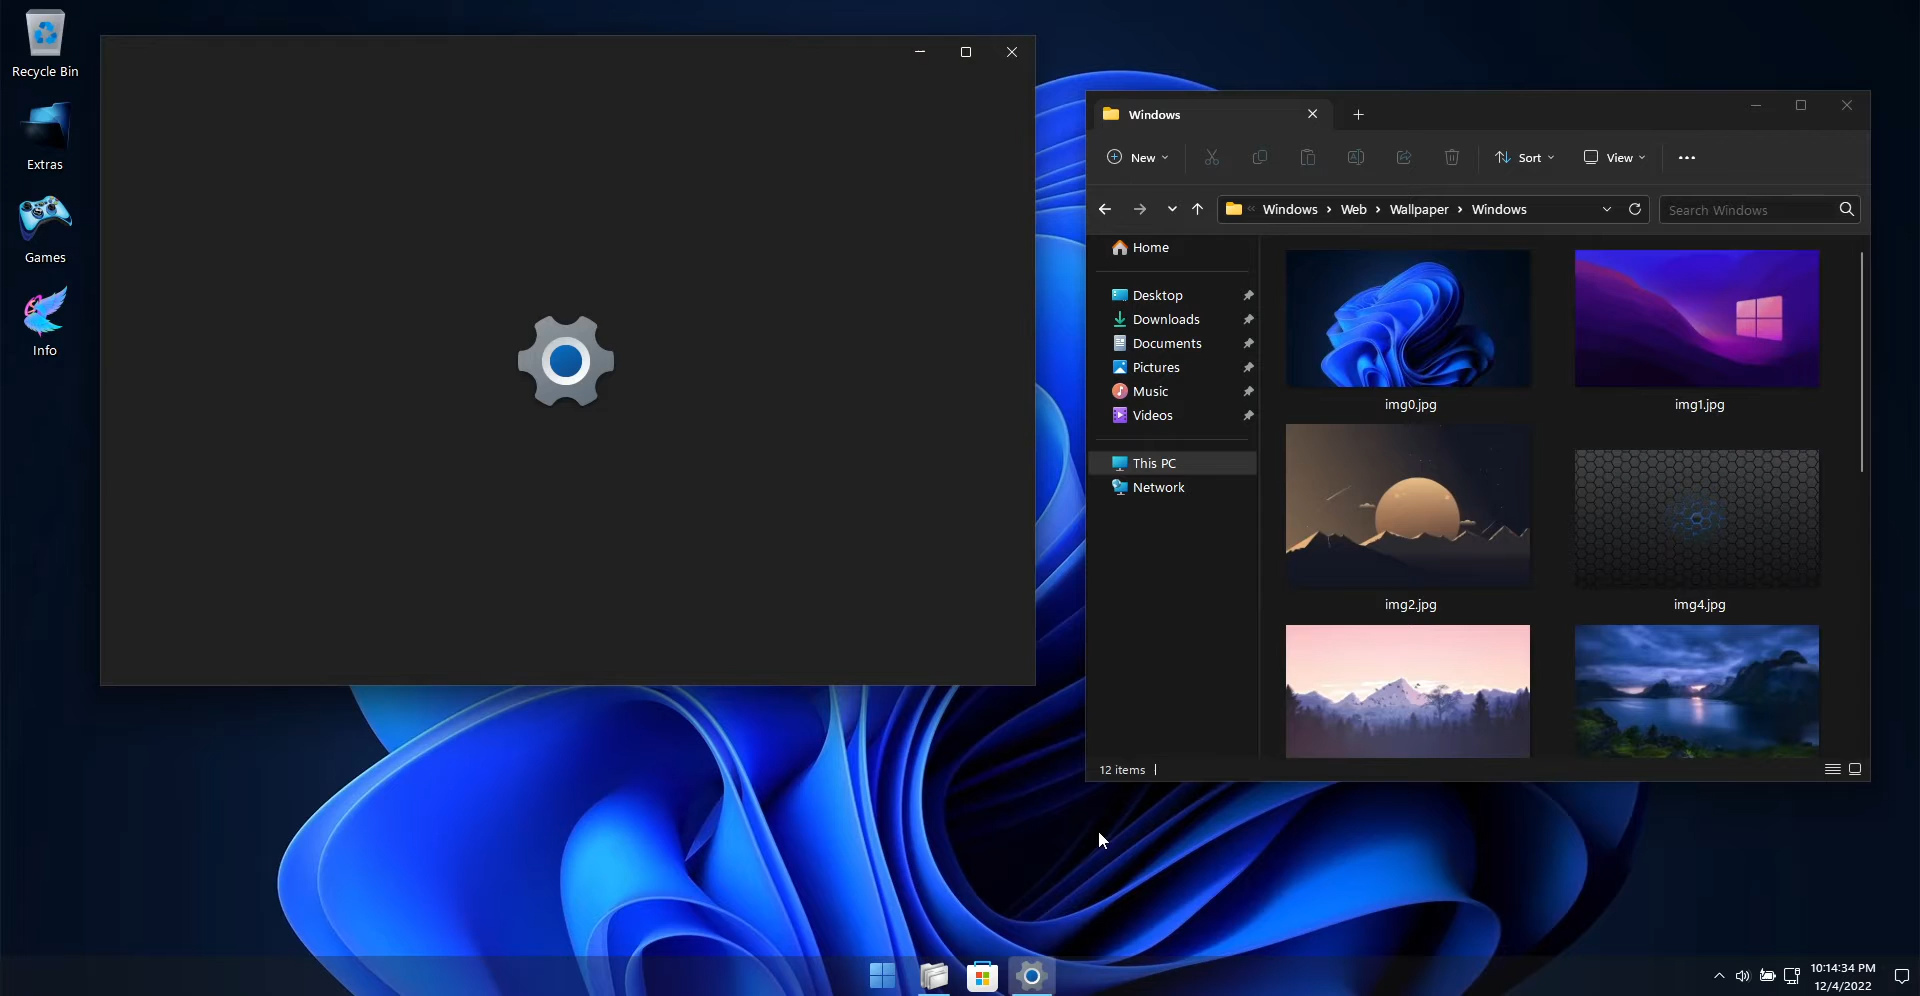 Recycle Bin
Extras
Games
Info
Windows
New
Sort
View
Windows › Web › Wallpaper › Windows
Search Windows
Home
Desktop
Downloads
Documents
Pictures
Music
Videos
This PC
Network
img0.jpg
img1.jpg
img2.jpg
img4.jpg
12 items
10:14:34 PM
12/4/2022